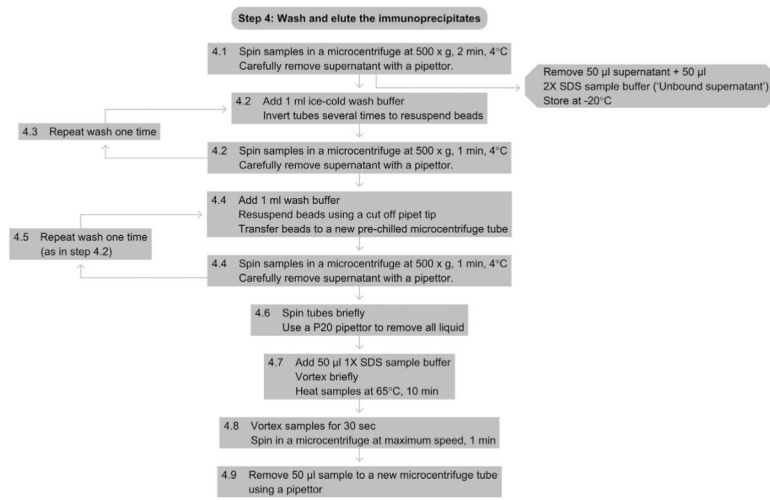 Step 4: Wash and elute the immunoprecipitates
4.1 Spin samples in a microcentrifuge at 500 x g, 2 min, 4°C
Carefully remove supernatant with a pipettor.
Remove 50 µl supernatant + 50 µl
2X SDS sample buffer ('Unbound supernatant')
Store at -20°C
4.2 Add 1 ml ice-cold wash buffer
Invert tubes several times to resuspend beads
4.3 Repeat wash one time
4.2 Spin samples in a microcentrifuge at 500 x g, 1 min, 4°C
Carefully remove supernatant with a pipettor.
4.4 Add 1 ml wash buffer
Resuspend beads using a cut off pipet tip
Transfer beads to a new pre-chilled microcentrifuge tube
4.5 Repeat wash one time
(as in step 4.2)
4.4 Spin samples in a microcentrifuge at 500 x g, 1 min, 4°C
Carefully remove supernatant with a pipettor.
4.6 Spin tubes briefly
Use a P20 pipettor to remove all liquid
4.7 Add 50 µl 1X SDS sample buffer
Vortex briefly
Heat samples at 65°C, 10 min
4.8 Vortex samples for 30 sec
Spin in a microcentrifuge at maximum speed, 1 min
4.9 Remove 50 µl sample to a new microcentrifuge tube
using a pipettor